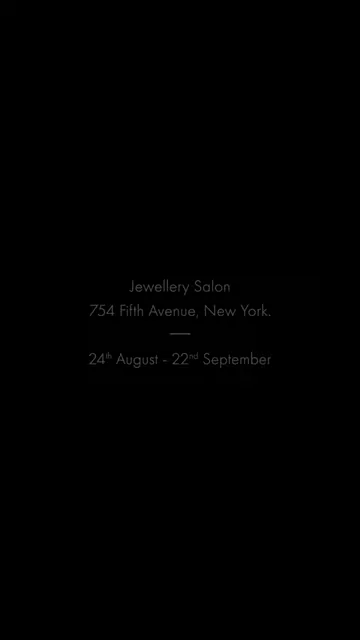 Jewellery Salon
754 Fifth Avenue, New York.
24th August - 22nd September